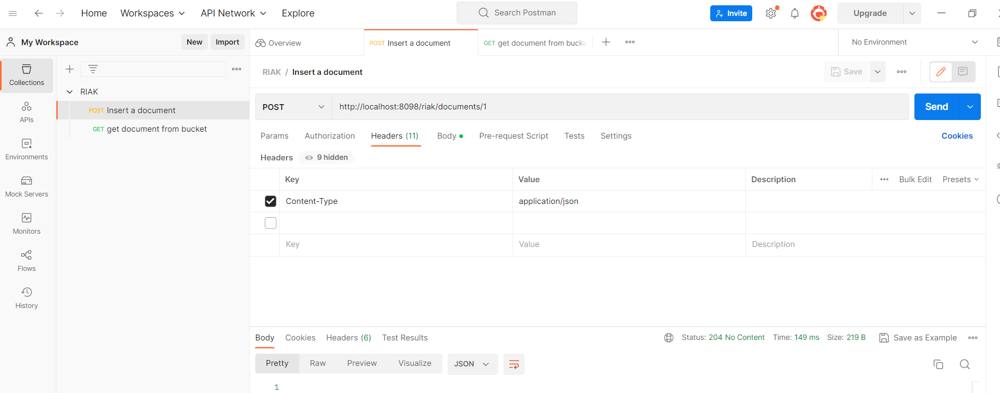 Home Workspaces API Network Explore Search Postman Invite Upgrade
My Workspace New Import
Overview POST Insert a document GET get document from bucke No Environment
Collections
APIs
Environments
Mock Servers
Monitors
Flows
History
RIAK
POST Insert a document
GET get document from bucket
RIAK / Insert a document Save
POST http://localhost:8098/riak/documents/1 Send
Params Authorization Headers (11) Body Pre-request Script Tests Settings Cookies
Headers 9 hidden
Key Value Description Bulk Edit Presets
Content-Type application/json
Key Value Description
Body Cookies Headers (6) Test Results Status: 204 No Content Time: 149 ms Size: 219 B Save as Example
Pretty Raw Preview Visualize JSON
1